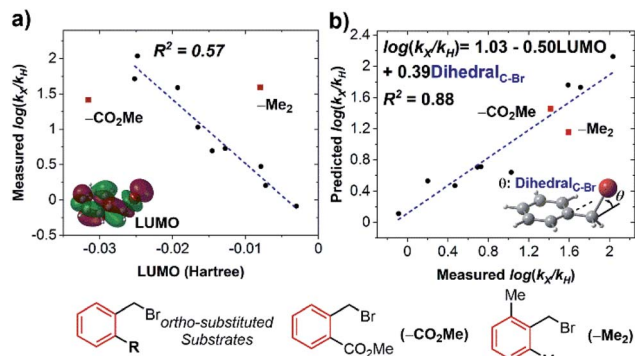 a)
R² = 0.57
−CO₂Me
−Me₂
LUMO
Measured log(kX/kH)
2.5
2
1.5
1
0.5
0
-0.5
-0.03
-0.02
-0.01
0
LUMO (Hartree)
b)
log(kX/kH)= 1.03 - 0.50LUMO
+ 0.39DihedralC-Br
R² = 0.88
−CO₂Me
−Me₂
θ: DihedralC-Br
θ
Predicted log(kX/kH)
2.4
2
1.6
1.2
0.8
0.4
0
0
0.4
0.8
1.2
1.6
2
Measured log(kX/kH)
Br
R
ortho-substituted
Substrates
Br
CO₂Me
(−CO₂Me)
Me
Br
(−Me₂)